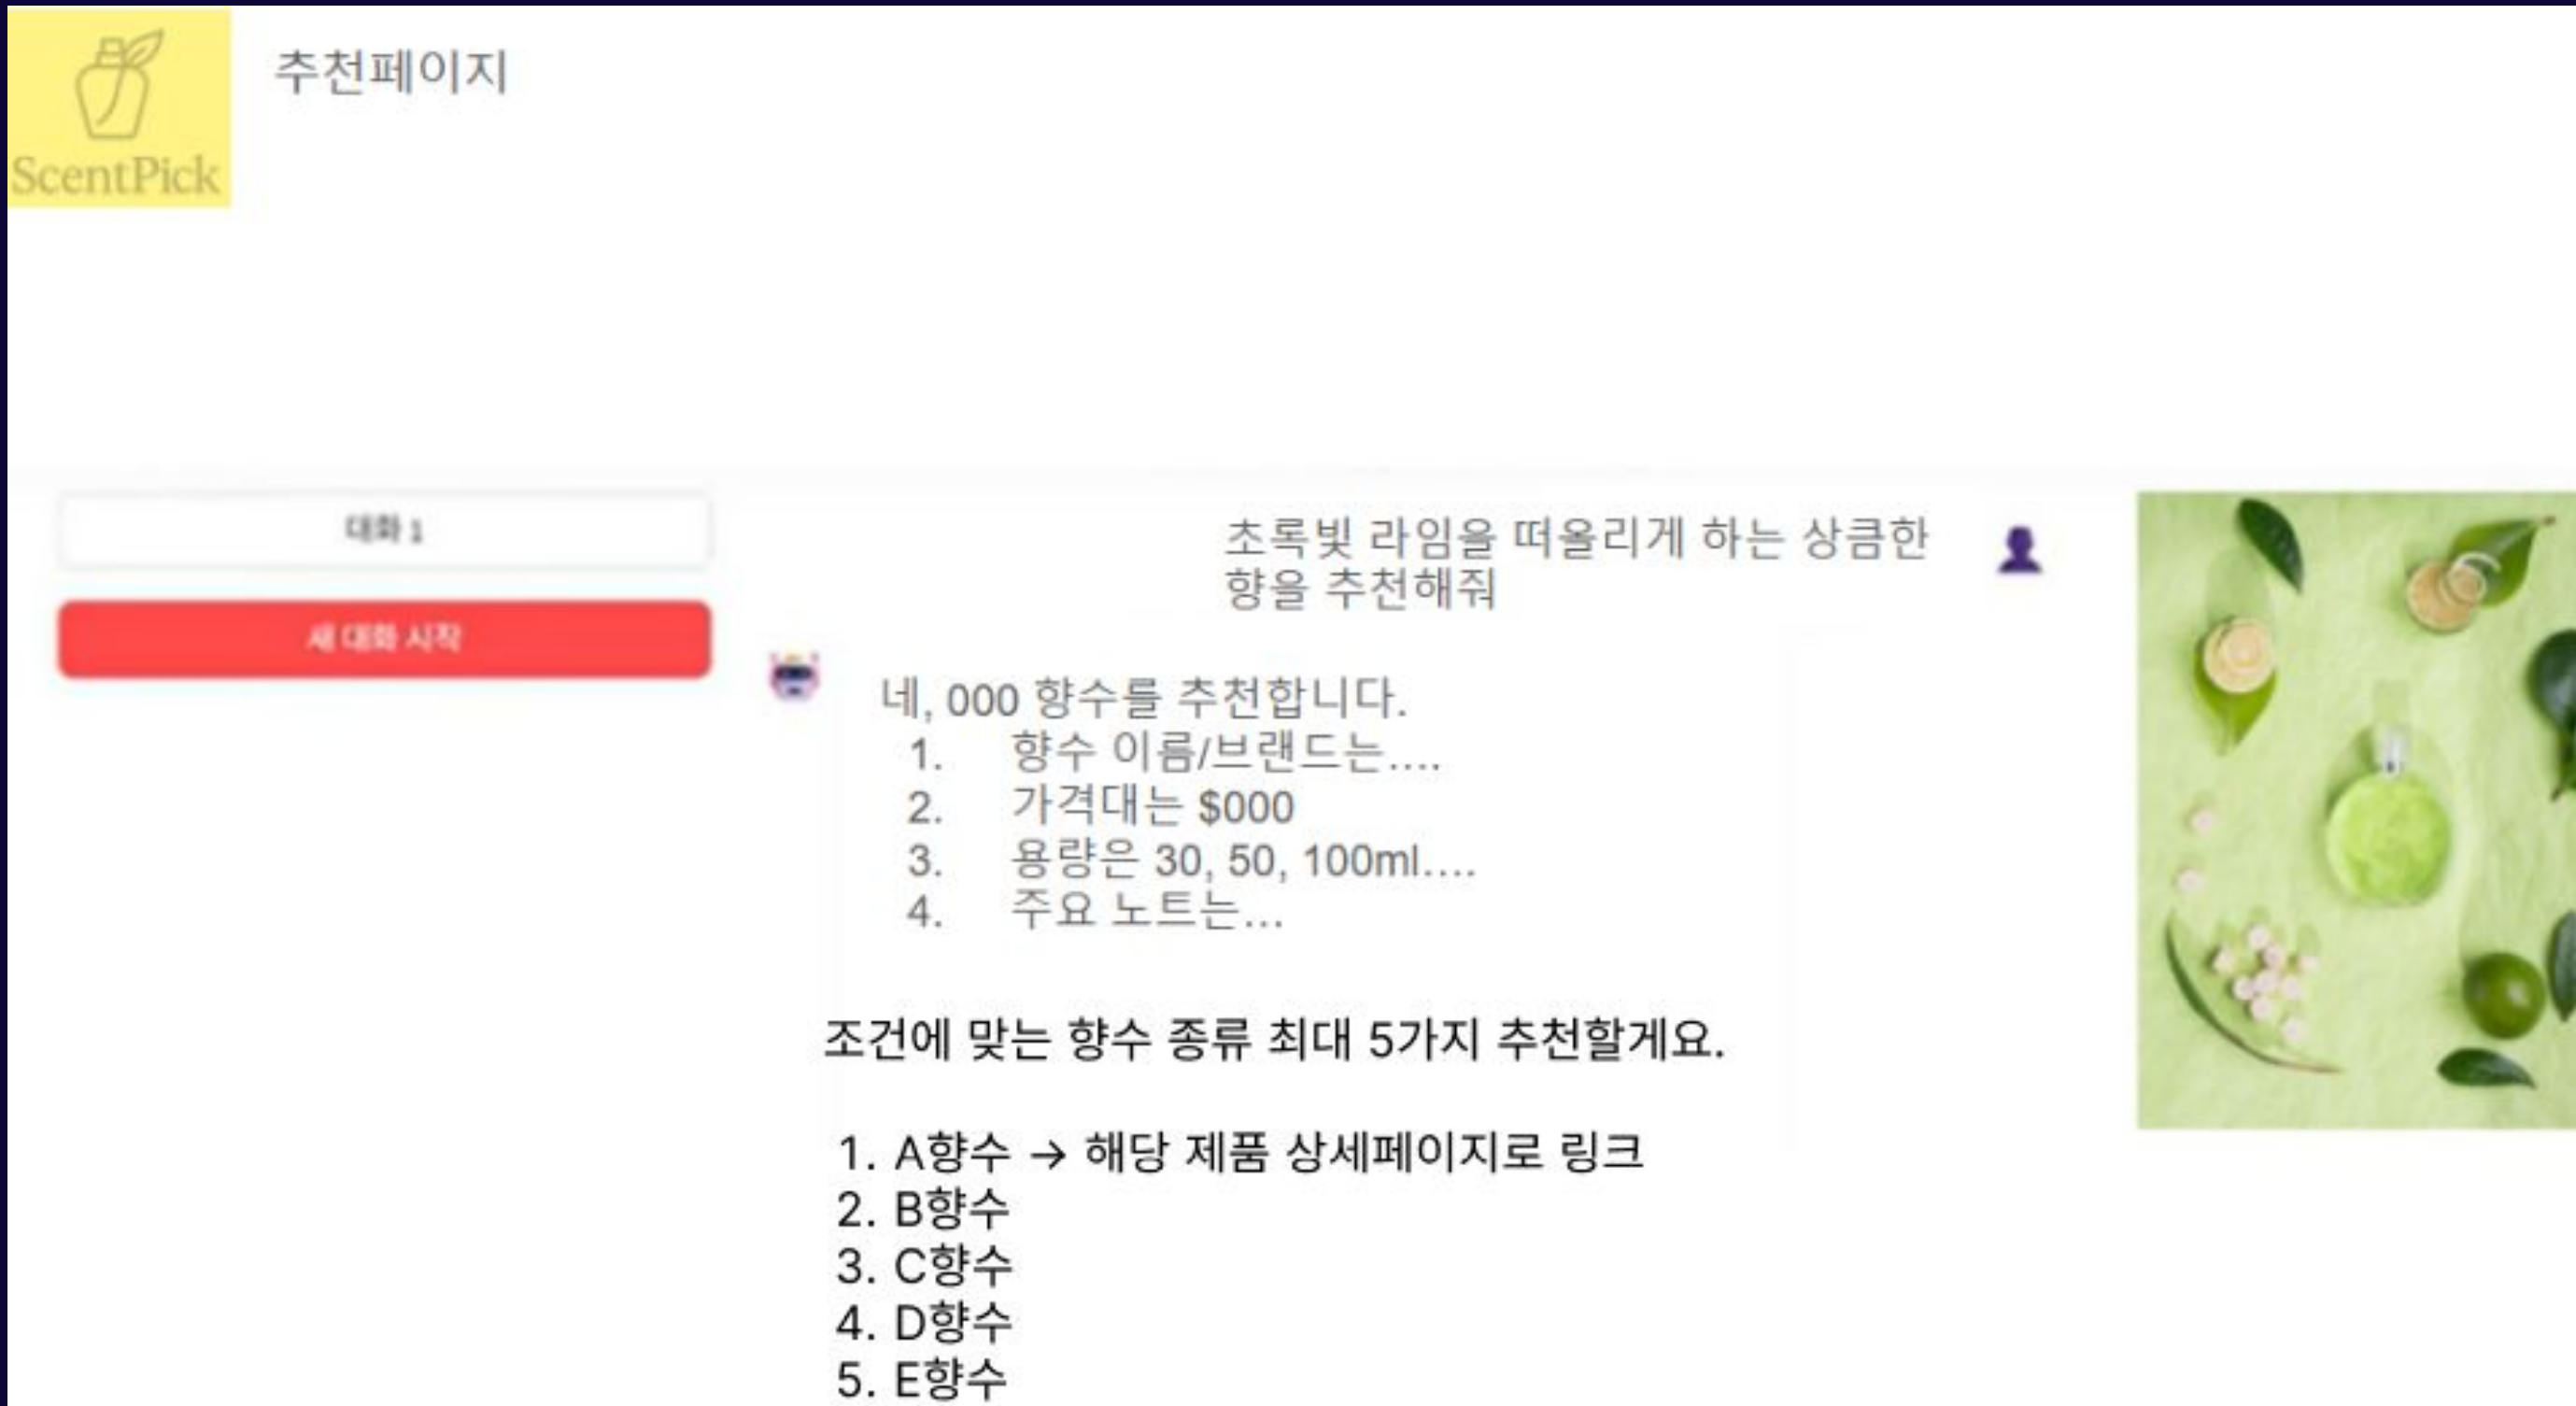 ScentPick
추천페이지
대화 1
새 대화 시작
초록빛 라임을 떠올리게 하는 상큼한
향을 추천해줘
네, 000 향수를 추천합니다.
1. 향수 이름/브랜드는....
2. 가격대는 $000
3. 용량은 30, 50, 100ml....
4. 주요 노트는...
조건에 맞는 향수 종류 최대 5가지 추천할게요.
1. A향수 → 해당 제품 상세페이지로 링크
2. B향수
3. C향수
4. D향수
5. E향수